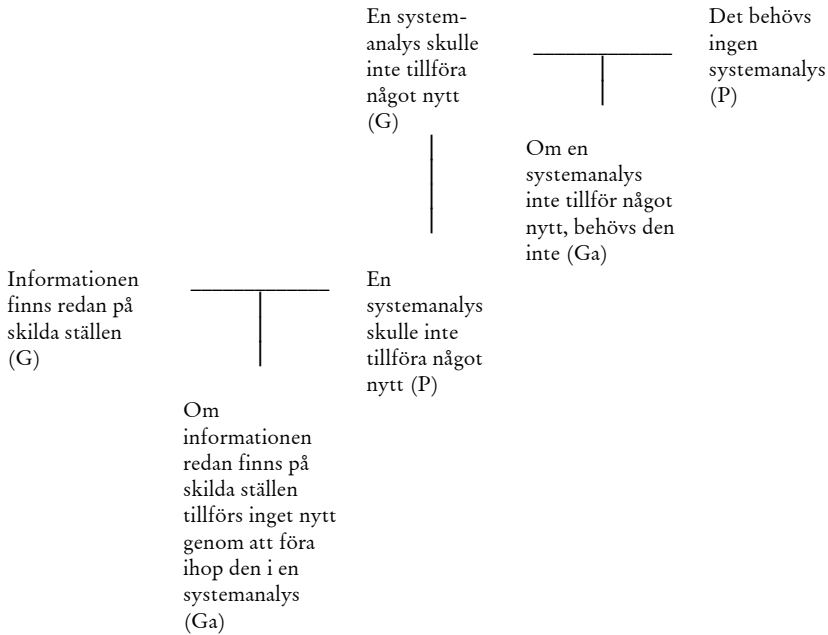 En system-
analys skulle
inte tillföra
något nytt
(G)
Det behövs
ingen
systemanalys
(P)
Om en
systemanalys
inte tillför något
nytt, behövs den
inte (Ga)
Informationen
finns redan på
skilda ställen
(G)
En
systemanalys
skulle inte
tillföra något
nytt (P)
Om
informationen
redan finns på
skilda ställen
tillförs inget nytt
genom att föra
ihop den i en
systemanalys
(Ga)